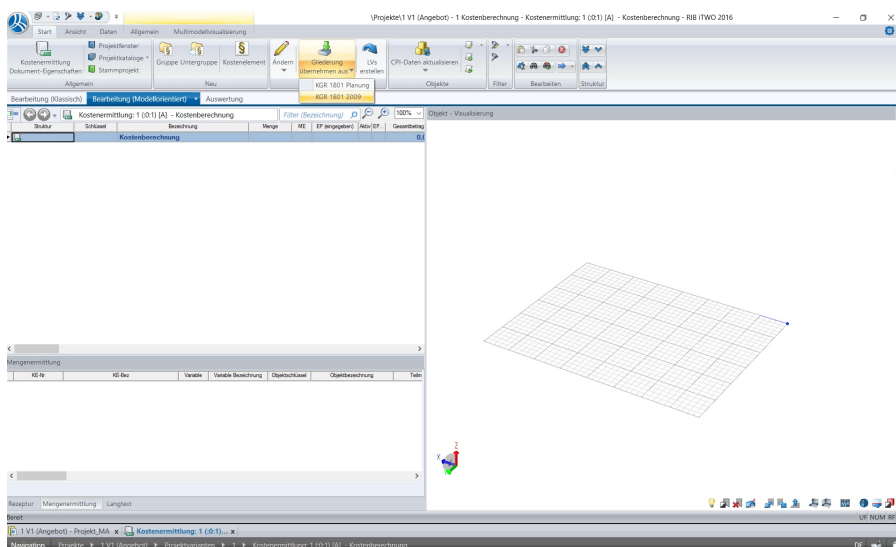 \Projekte\1 V1 (Angebot) - 1 Kostenberechnung - Kostenermittlung: 1 (:0:1) [A] - Kostenberechnung - RIB iTWO 2016
Start Ansicht Daten Allgemein Multimodellvisualisierung
Projektfenster
Projektkataloge
Stammprojekt
Kostenermittlung
Dokument-Eigenschaften
Gruppe Untergruppe Kostenelement
Ändern
Gliederung
übernehmen aus
LVs
erstellen
CPI-Daten aktualisieren
Allgemein Neu Objekte Filter Bearbeiten Struktur
KGR 1801 Planung
KGR 1801 2009
Bearbeitung (Klassisch) Bearbeitung (Modellorientiert) Auswertung
Kostenermittlung: 1 (:0:1) [A] - Kostenberechnung Filter (Bezeichnung) 100% Objekt - Visualisierung
Struktur Schlüssel Bezeichnung Menge ME EP (eingegeben) Aktiv EP... Gesamtbetrag
Kostenberechnung 0,0
Mengenermittlung
KE-Nr KE-Bez Variable Variable Bezeichnung Objektschlüssel Objektbezeichnung Teilm
Z
X
Rezeptur Mengenermittlung Langtext
Bereit UF NUM RF
1 V1 (Angebot) - Projekt_MA x Kostenermittlung: 1 (:0:1)... x
Navigation Projekte 1 V1 (Angebot) Projektvarianten 1 Kostenermittlung: 1 (:0:1) [A] - Kostenberechnung DE